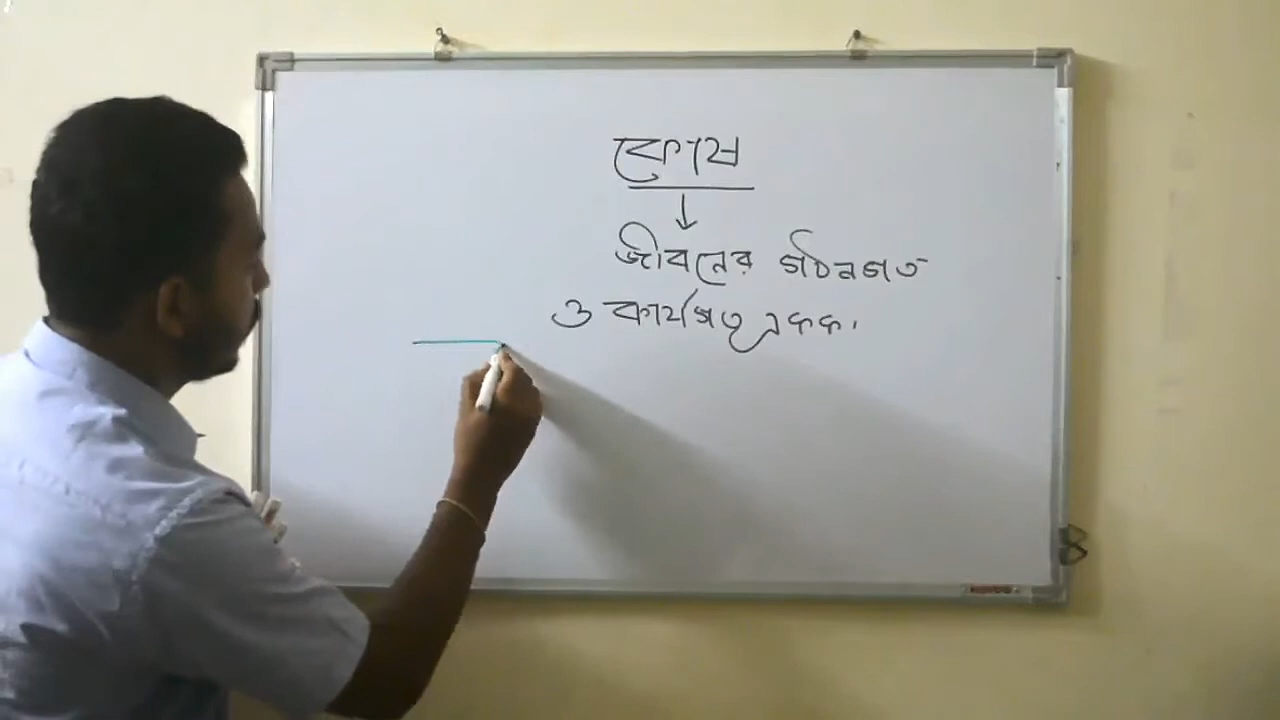 কোষ
জীবনের গঠনগত
ও কার্যগত একক।